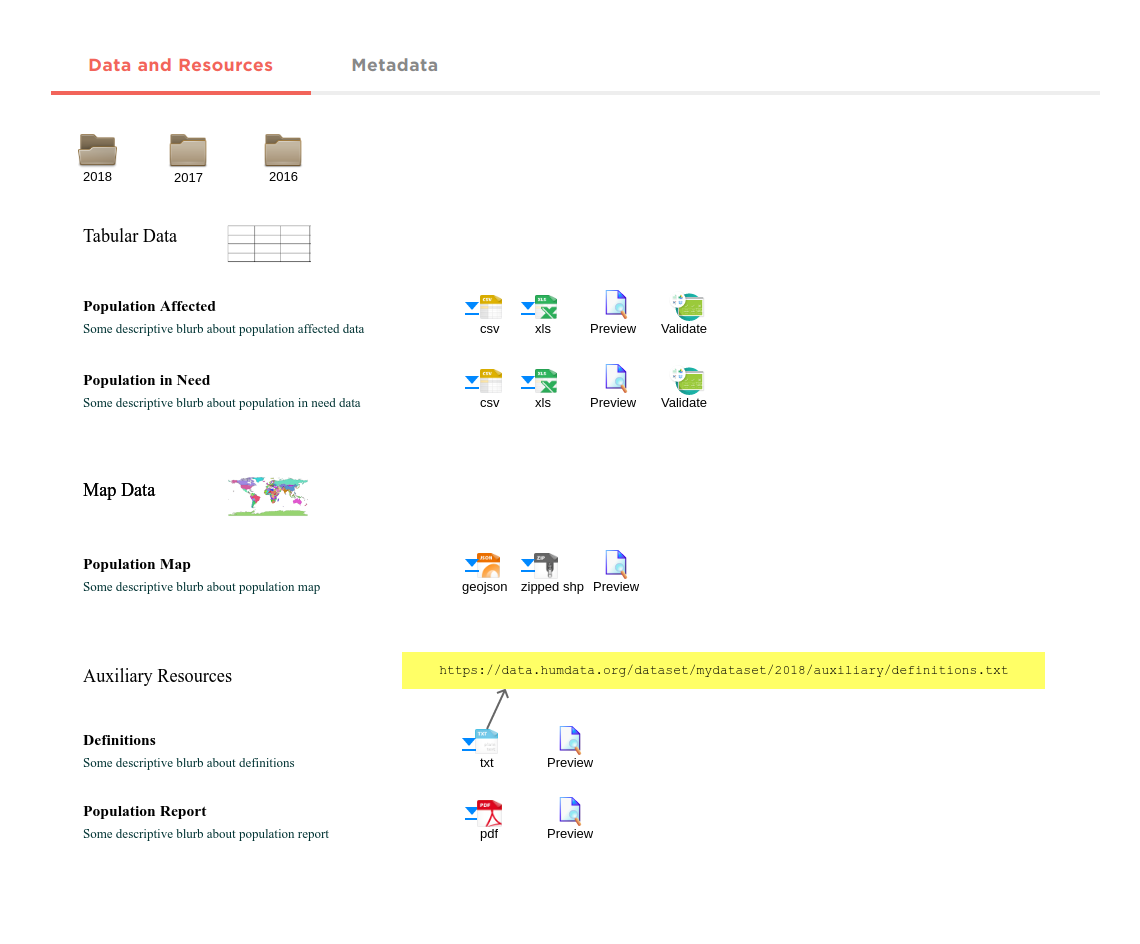 Data and Resources Metadata
2018 2017 2016
Tabular Data
Population Affected
Some descriptive blurb about population affected data
CSV XLS
csv xls Preview Validate
Population in Need
Some descriptive blurb about population in need data
CSV XLS
csv xls Preview Validate
Map Data
Population Map
Some descriptive blurb about population map
JSON ZIP
geojson zipped shp Preview
Auxiliary Resources
https://data.humdata.org/dataset/mydataset/2018/auxiliary/definitions.txt
Definitions
Some descriptive blurb about definitions
TXT
txt Preview
Population Report
Some descriptive blurb about population report
PDF
pdf Preview